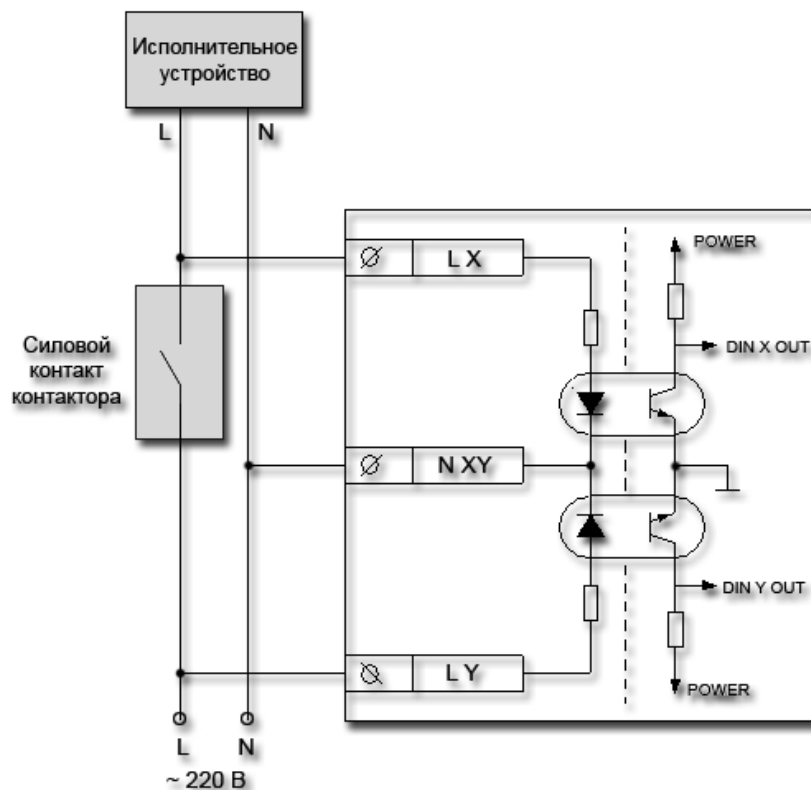 Исполнительное
устройство
L
N
L X
POWER
DIN X OUT
Силовой
контакт
контактора
N XY
DIN Y OUT
L Y
POWER
L
N
~ 220 В